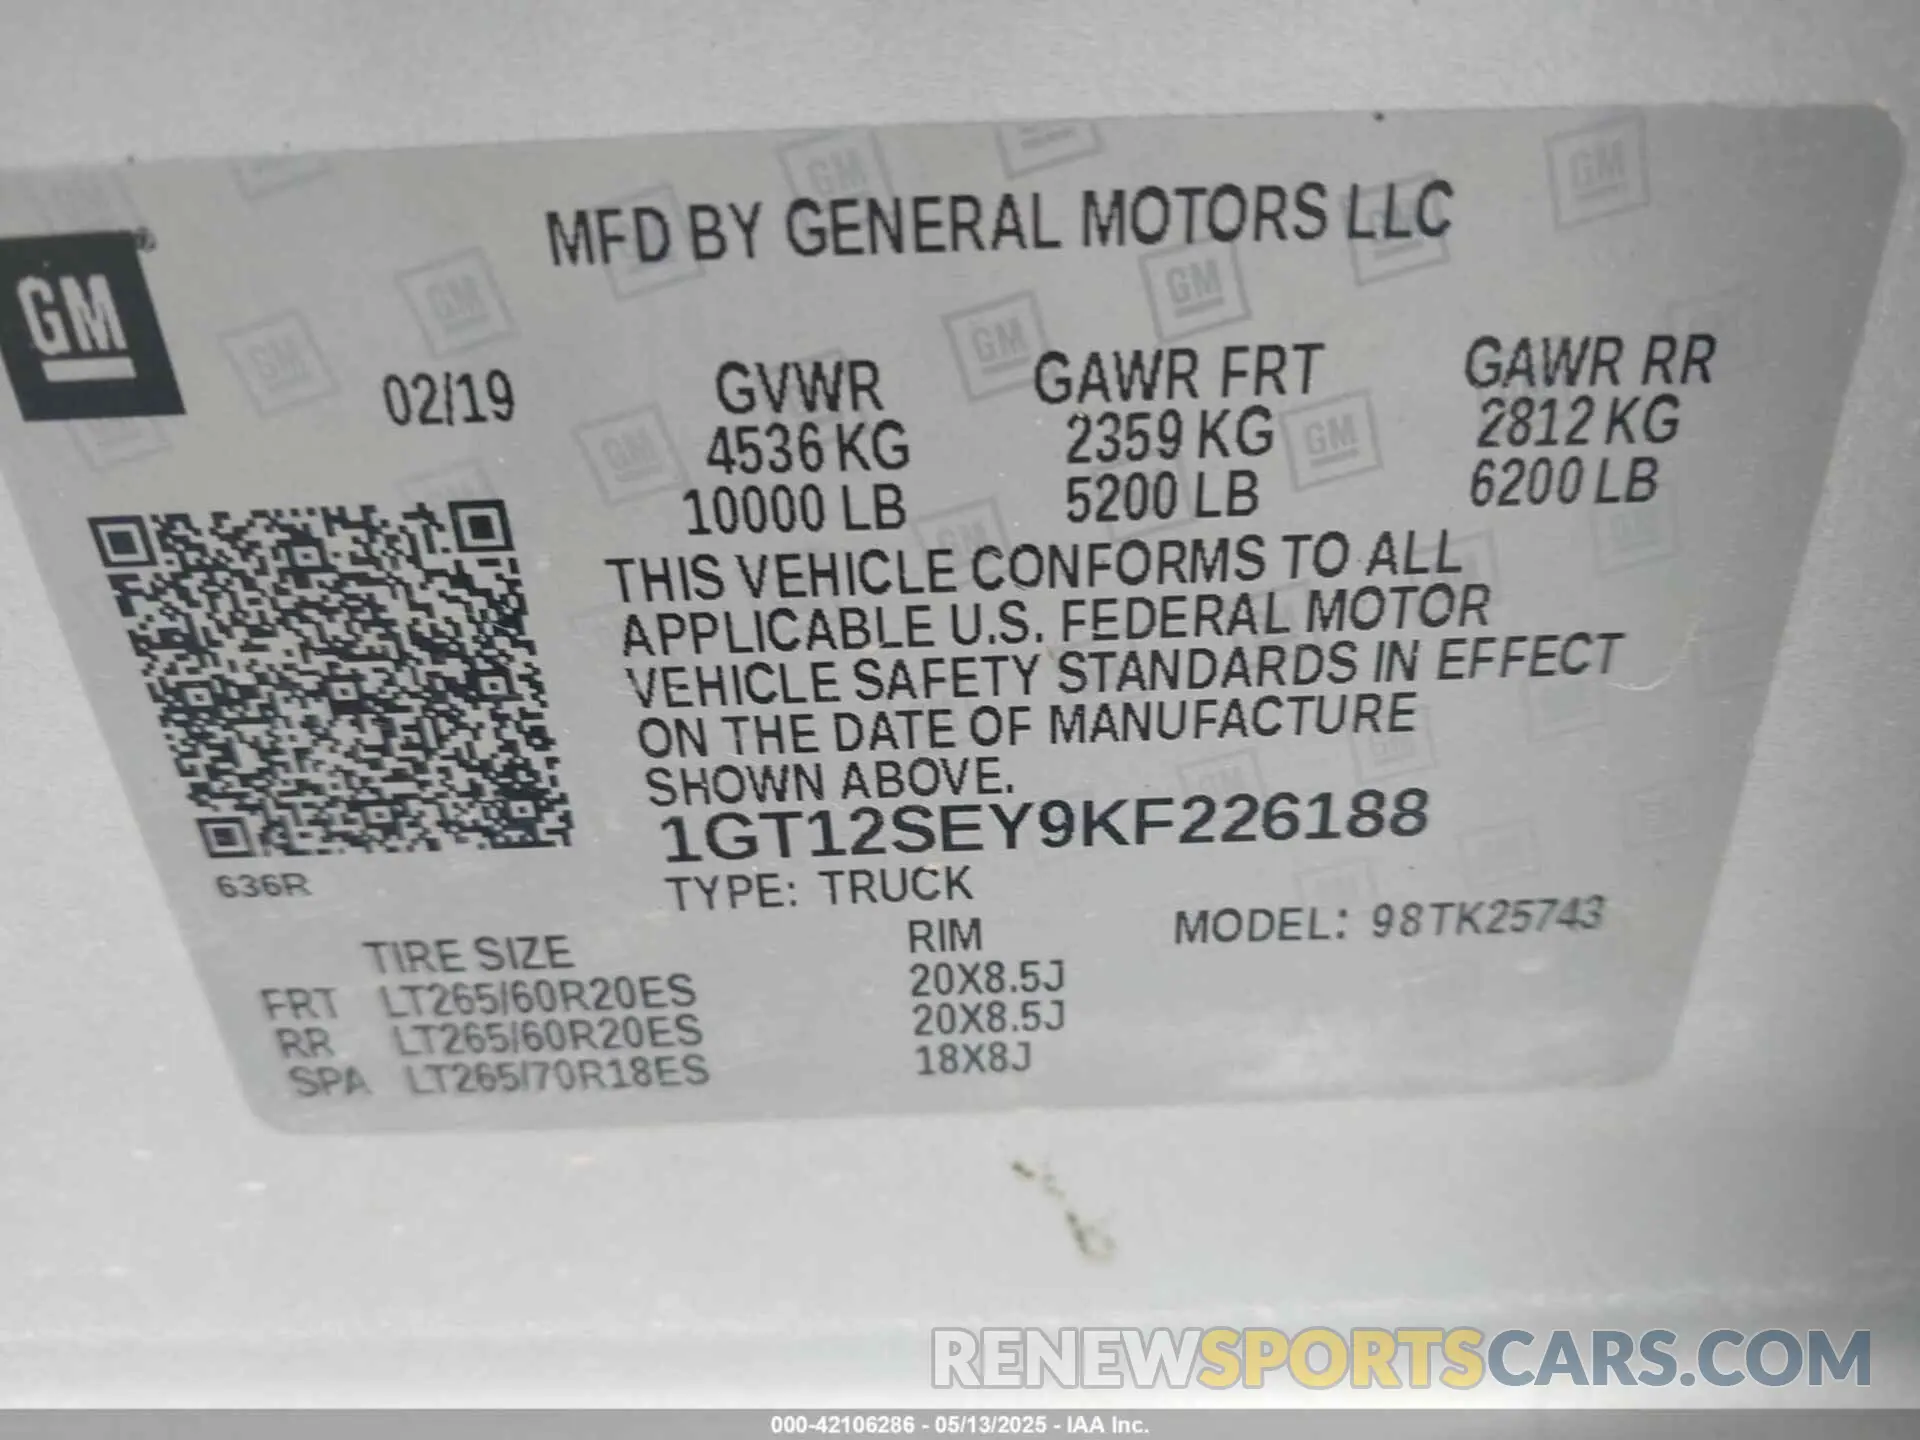 MFD BY GENERAL MOTORS LLC
GM
02/19
GVWR
4536 KG
10000 LB
GAWR FRT
2359 KG
5200 LB
GAWR RR
2812 KG
6200 LB
THIS VEHICLE CONFORMS TO ALL
APPLICABLE U.S. FEDERAL MOTOR
VEHICLE SAFETY STANDARDS IN EFFECT
ON THE DATE OF MANUFACTURE
SHOWN ABOVE.
1GT12SEY9KF226188
636R
TYPE: TRUCK
MODEL: 98TK25743
TIRE SIZE RIM
FRT LT265/60R20ES 20X8.5J
RR LT265/60R20ES 20X8.5J
SPA LT265/70R18ES 18X8J
RENEWSPORTSCARS.COM
000-42106286 - 05/13/2025 - IAA Inc.